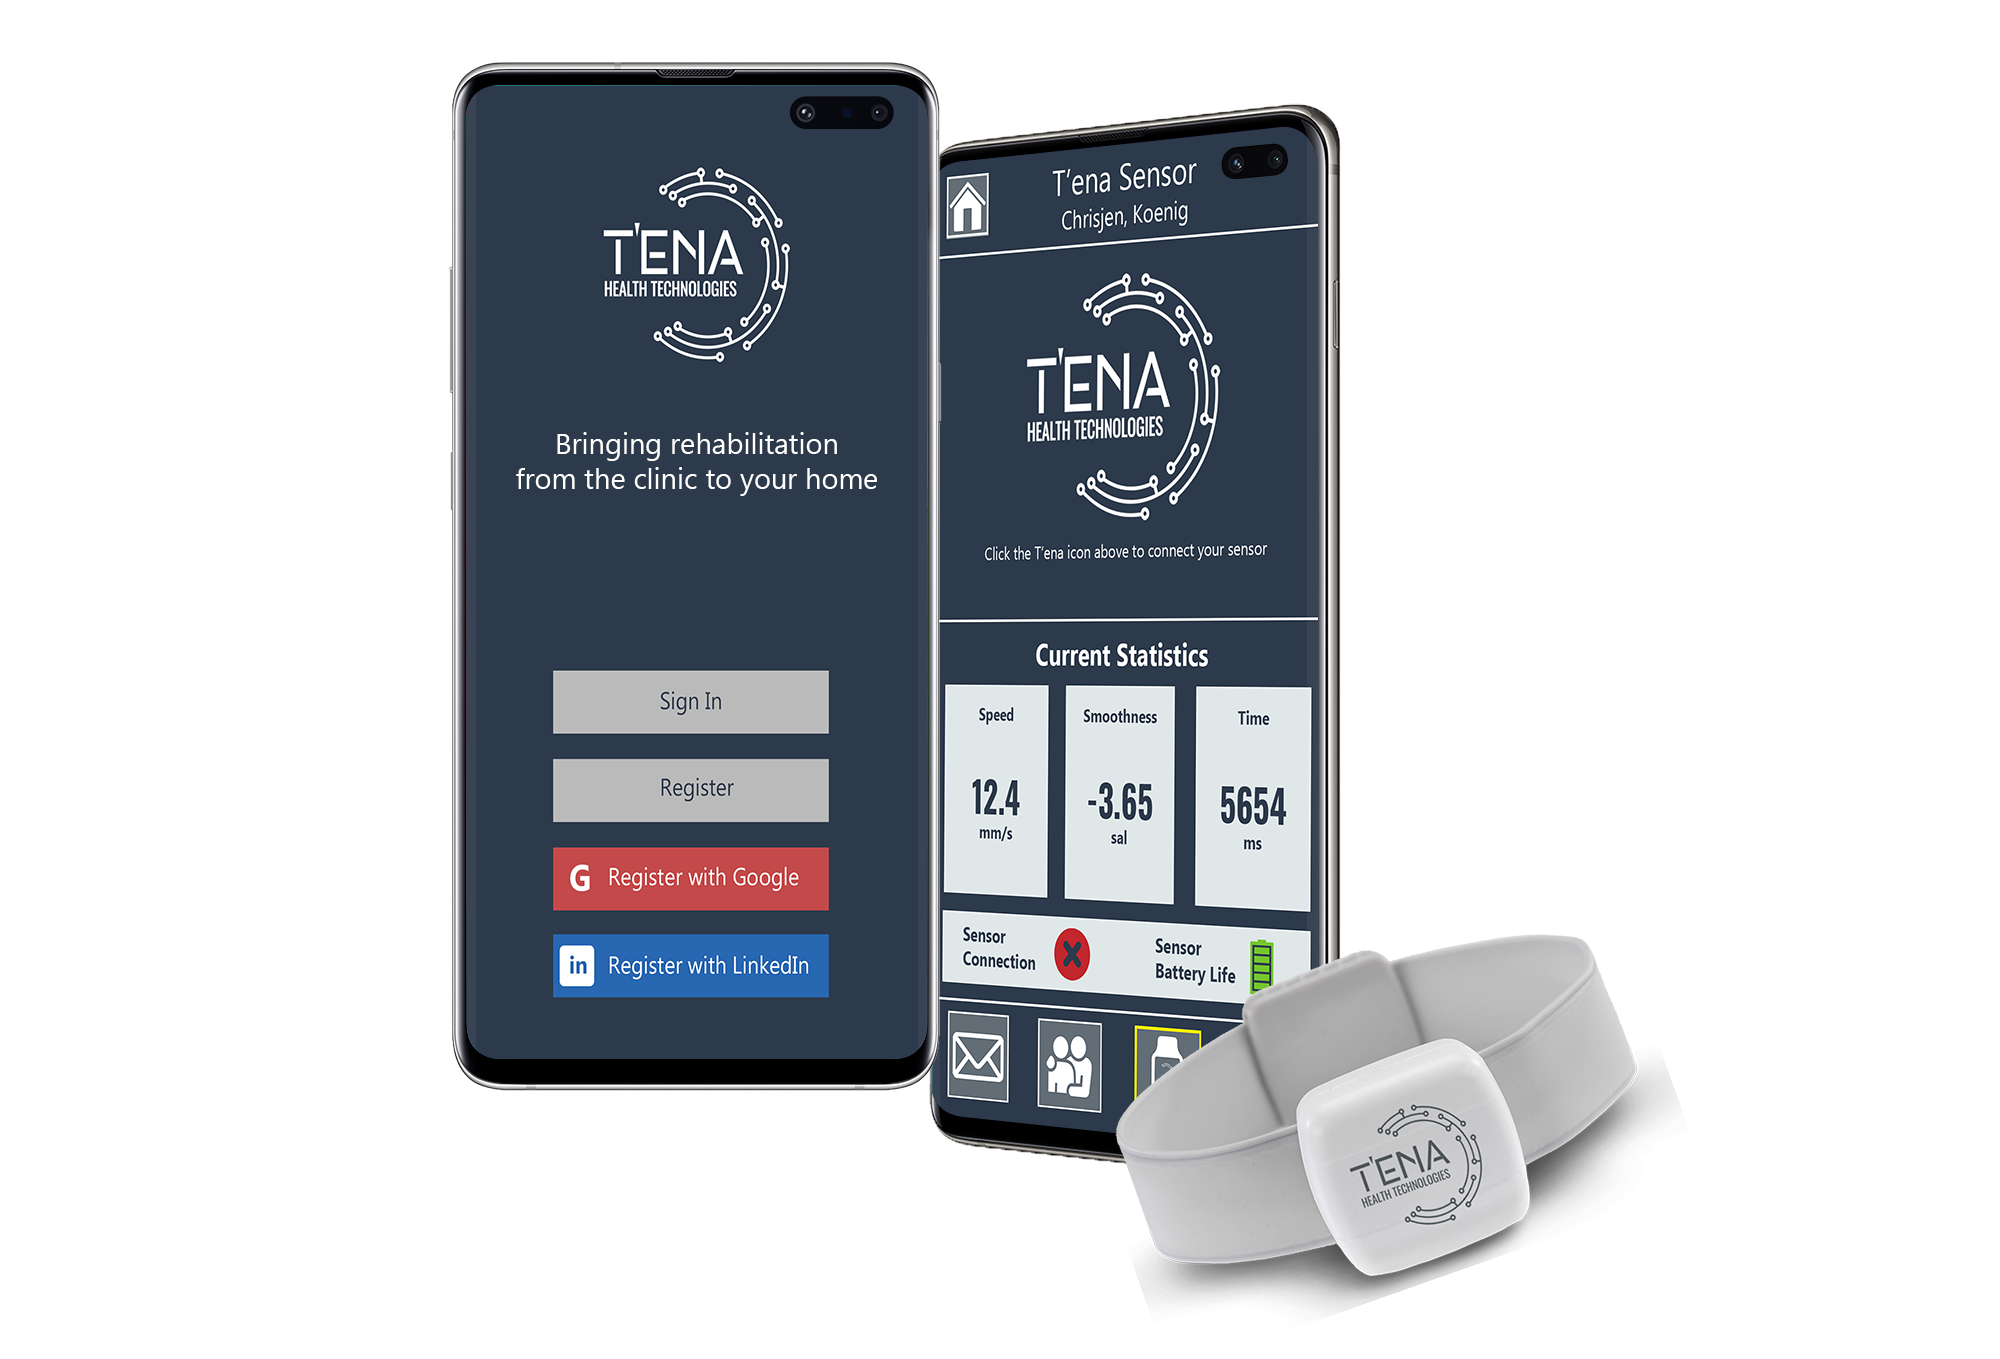 T'ENA
HEALTH TECHNOLOGIES
Bringing rehabilitation
from the clinic to your home
Sign In
Register
G Register with Google
in Register with LinkedIn
T'ena Sensor
Chrisjen, Koenig
T'ENA
HEALTH TECHNOLOGIES
Click the T'ena icon above to connect your sensor
Current Statistics
Speed
12.4
mm/s
Smoothness
-3.65
sal
Time
5654
ms
Sensor
Connection
Sensor
Battery Life
T'ENA
HEALTH TECHNOLOGIES